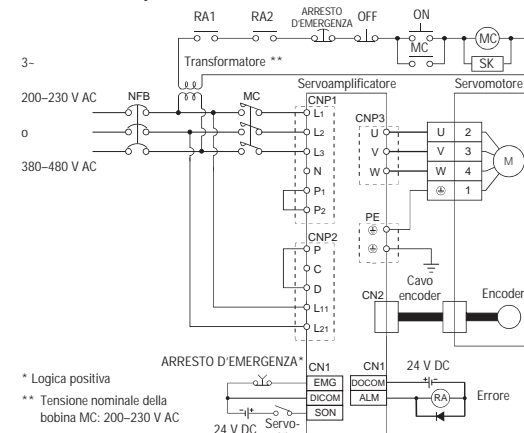 RA1 RA2 ARRESTO D'EMERGENZA OFF ON
MC
MC
SK
3~
Transformatore **
200–230 V AC
NFB
MC
o
380–480 V AC
Servoamplificatore
Servomotore
CNP1
L1
L2
L3
N
P1
P2
CNP3
U
V
W
U 2
V 3
W 4
1
M
PE
CNP2
P
C
D
L11
L21
Cavo
encoder
CN2
Encoder
ARRESTO D'EMERGENZA*
CN1
EMG
DICOM
SON
CN1
DOCOM
ALM
24 V DC
RA
Errore
24 V DC
Servo-
* Logica positiva
** Tensione nominale della
bobina MC: 200–230 V AC